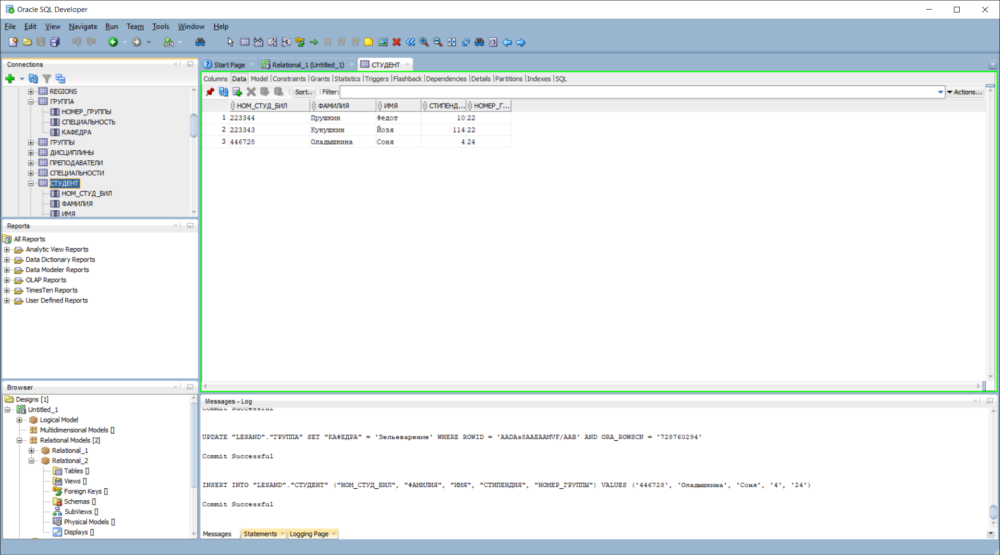 Oracle SQL Developer
File Edit View Navigate Run Team Tools Window Help
Connections
REGIONS
ГРУППА
НОМЕР_ГРУППЫ
СПЕЦИАЛЬНОСТЬ
КАФЕДРА
ГРУППЫ
ДИСЦИПЛИНЫ
ПРЕПОДАВАТЕЛИ
СПЕЦИАЛЬНОСТИ
СТУДЕНТ
НОМ_СТУД_БИЛ
ФАМИЛИЯ
ИМЯ
Reports
All Reports
Analytic View Reports
Data Dictionary Reports
Data Modeler Reports
OLAP Reports
TimesTen Reports
User Defined Reports
Browser
Designs [1]
Untitled_1
Logical Model
Multidimensional Models []
Relational Models [2]
Relational_1
Relational_2
Tables []
Views []
Foreign Keys []
Schemas []
SubViews []
Physical Models []
Displays []
Start Page Relational_1 (Untitled_1) СТУДЕНТ
Columns Data Model Constraints Grants Statistics Triggers Flashback Dependencies Details Partitions Indexes SQL
Sort.. Filter: Actions...
НОМ_СТУД_БИЛ ФАМИЛИЯ ИМЯ СТИПЕНД... НОМЕР_Г...
1 223344 Прушкин Федот 10 22
2 223343 Кукушкин Йозя 114 22
3 446728 Оладышкина Соня 4 24
Messages - Log
Commit Successful
UPDATE "LESAND"."ГРУППА" SET "КАФЕДРА" = 'Зельеварение' WHERE ROWID = 'AADAs8AAEAAMVF/AAB' AND ORA_ROWSCN = '728760294'
Commit Successful
INSERT INTO "LESAND"."СТУДЕНТ" ("НОМ_СТУД_БИЛ", "ФАМИЛИЯ", "ИМЯ", "СТИПЕНДИЯ", "НОМЕР_ГРУППЫ") VALUES ('446728', 'Оладышкина', 'Соня', '4', '24')
Commit Successful
Messages Statements Logging Page